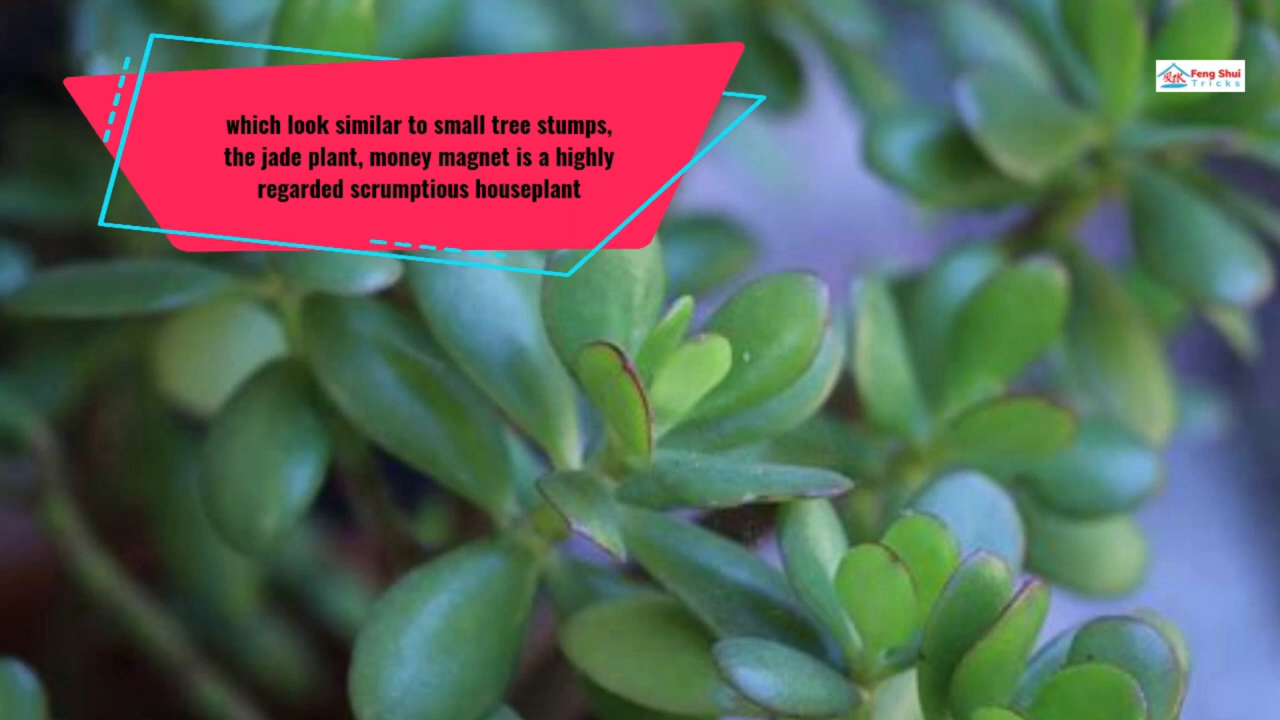 which look similar to small tree stumps,
the jade plant, money magnet is a highly
regarded scrumptious houseplant
Feng Shui
Tricks